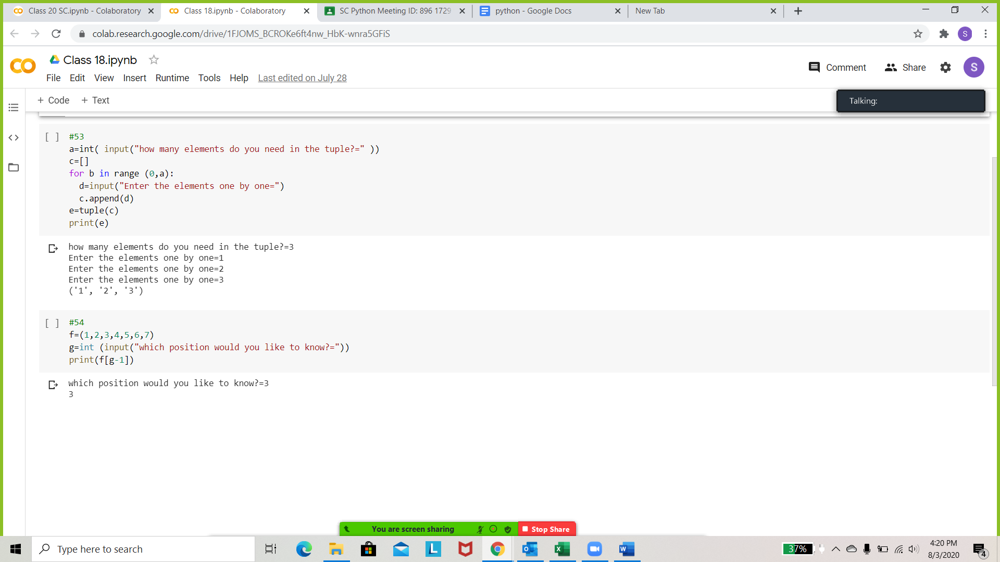 Class 20 SC.ipynb - Colaboratory
Class 18.ipynb - Colaboratory
SC Python Meeting ID: 896 1729
python - Google Docs
New Tab
colab.research.google.com/drive/1FJOMS_BCROKe6ft4nw_HbK-wnra5GFiS
S
Class 18.ipynb
Comment
Share
S
File Edit View Insert Runtime Tools Help Last edited on July 28
+ Code + Text
Talking:
[ ] #53
a=int( input("how many elements do you need in the tuple?=" ))
c=[]
for b in range (0,a):
  d=input("Enter the elements one by one=")
  c.append(d)
e=tuple(c)
print(e)
how many elements do you need in the tuple?=3
Enter the elements one by one=1
Enter the elements one by one=2
Enter the elements one by one=3
('1', '2', '3')
[ ] #54
f=(1,2,3,4,5,6,7)
g=int (input("which position would you like to know?="))
print(f[g-1])
which position would you like to know?=3
3
You are screen sharing
Stop Share
Type here to search
37%
4:20 PM
8/3/2020
4